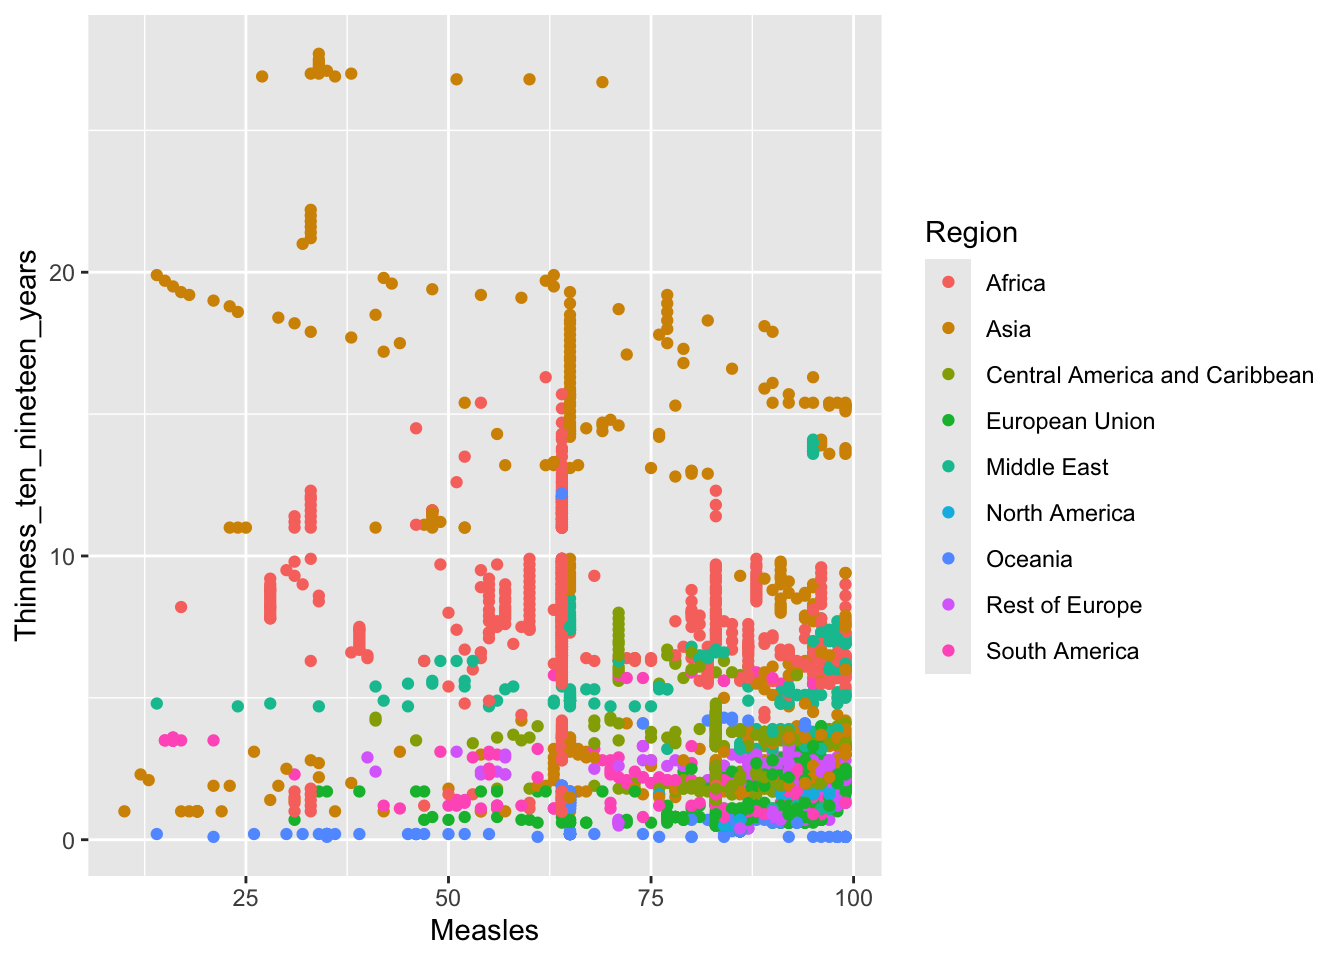 Thinness_ten_nineteen_years
20
10
0
25
50
75
100
Measles
Region
Africa
Asia
Central America and Caribbean
European Union
Middle East
North America
Oceania
Rest of Europe
South America